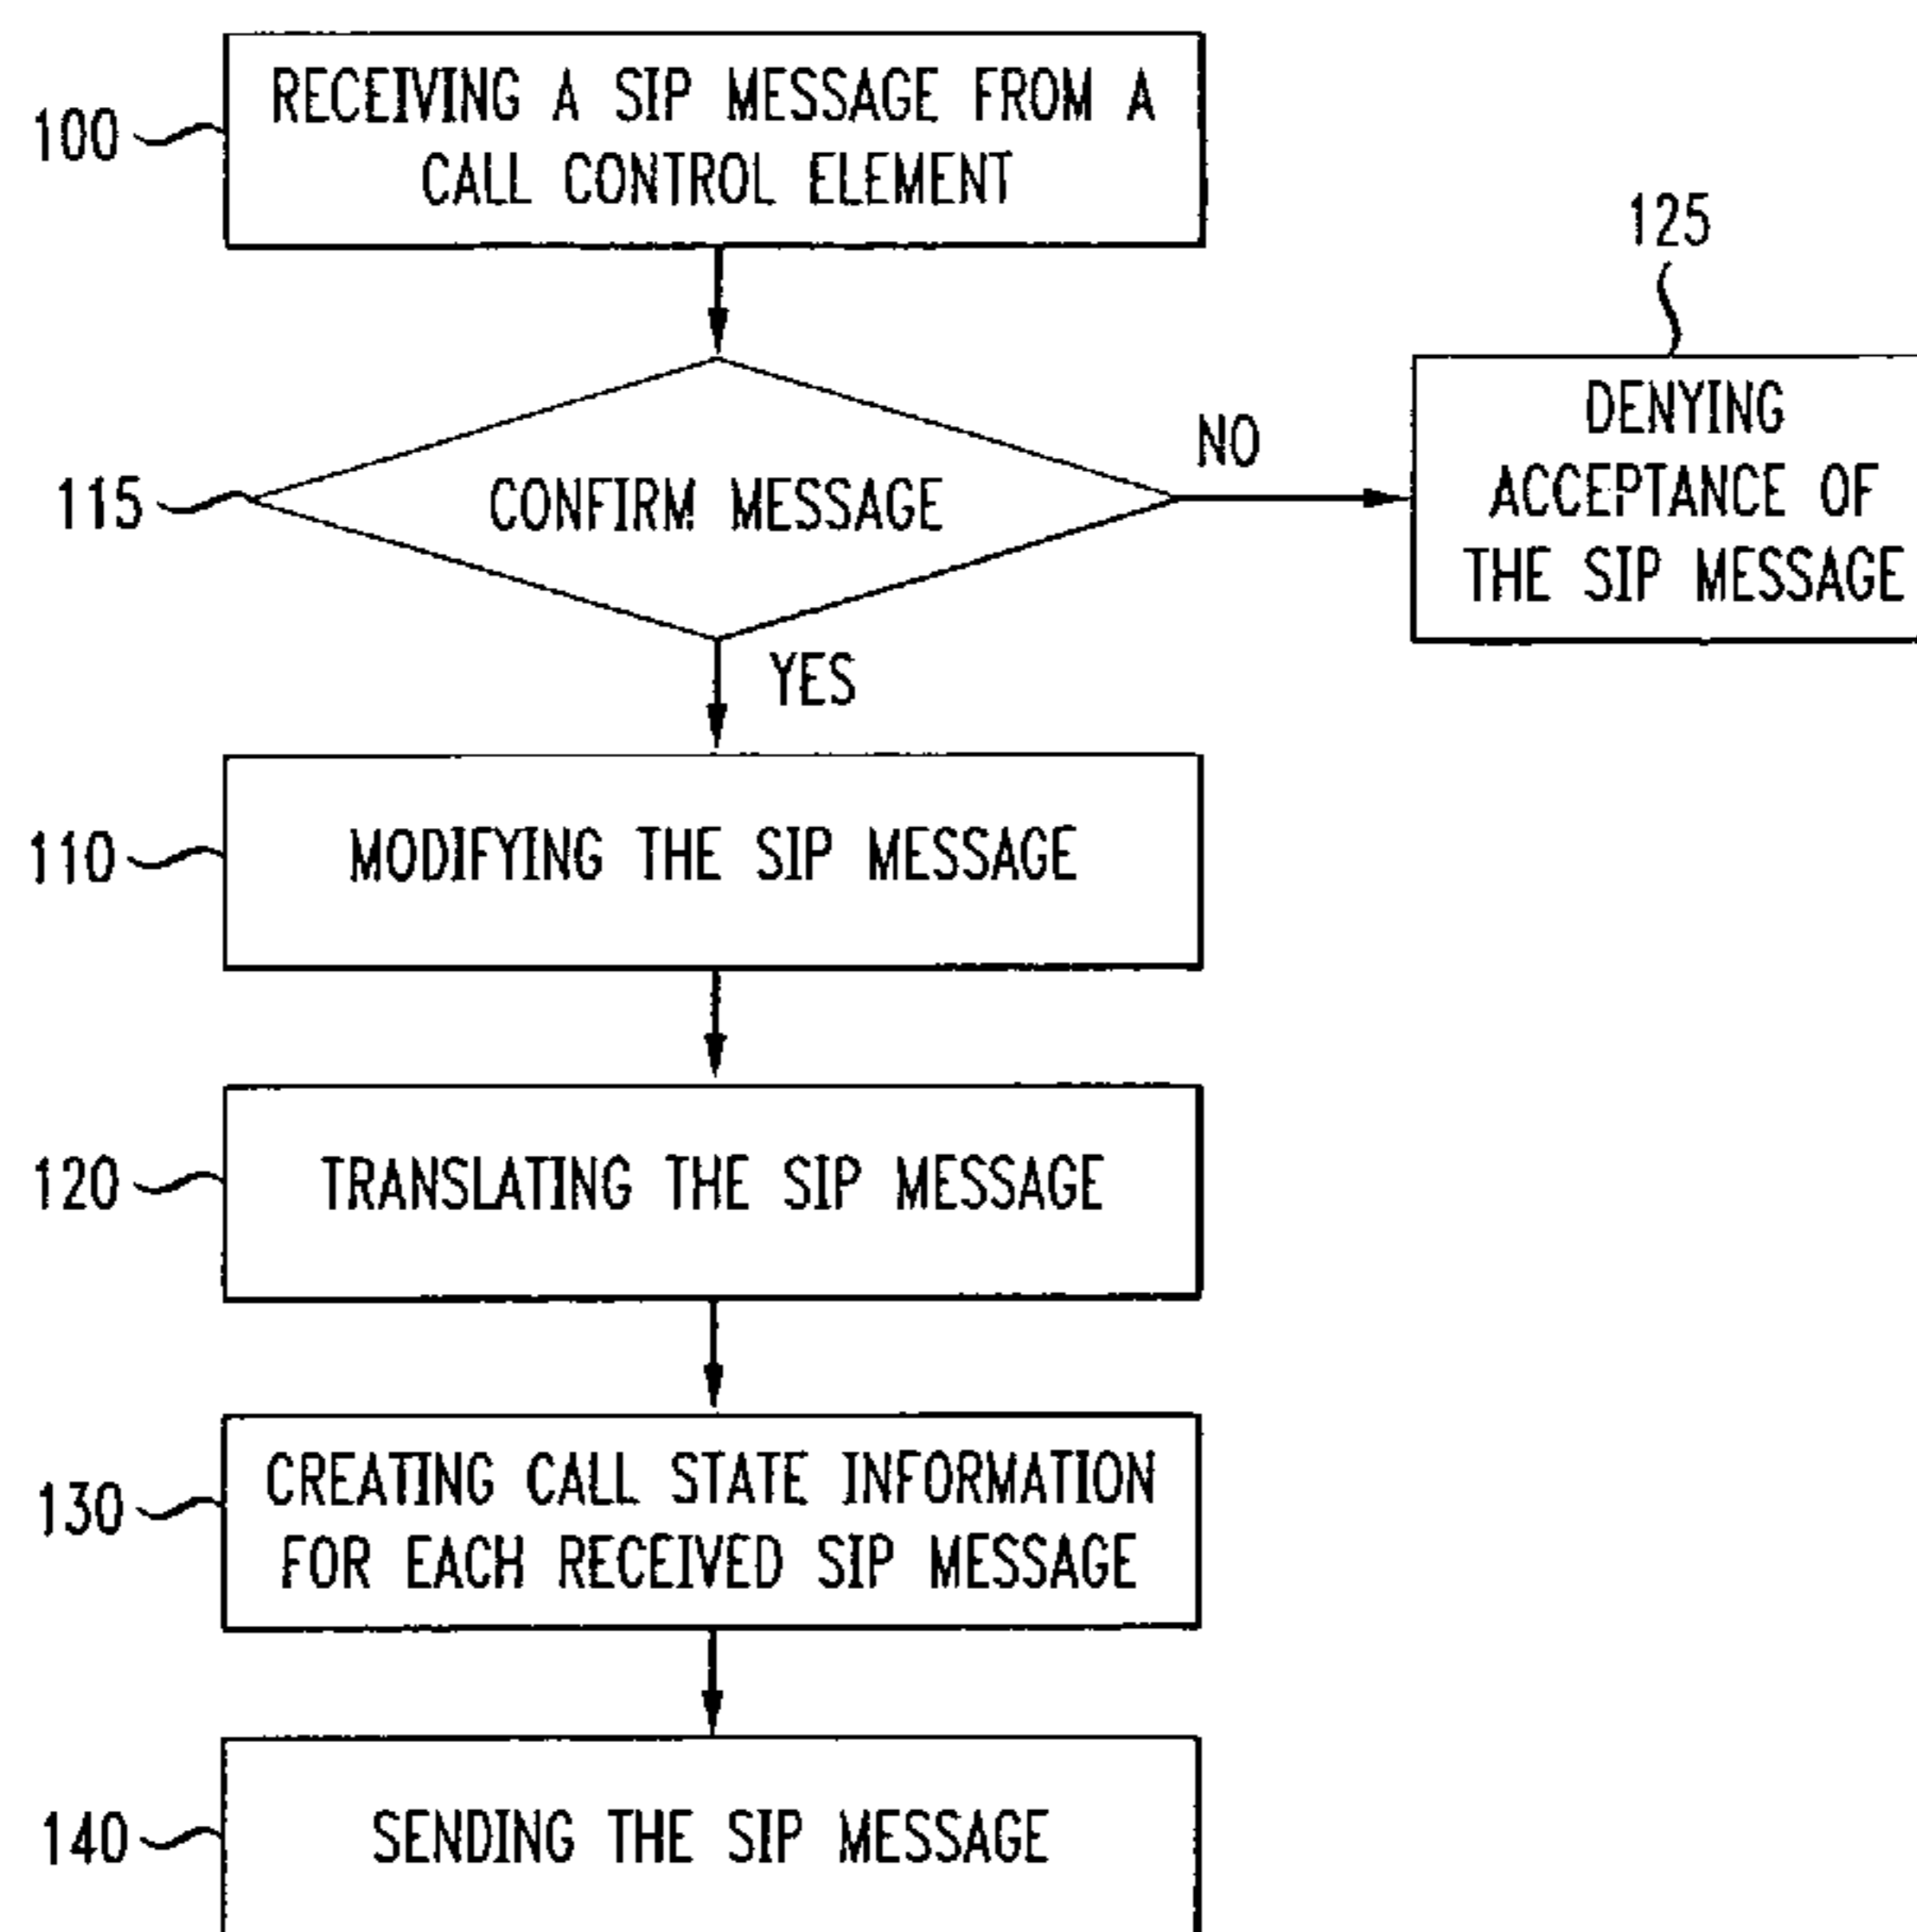 100
RECEIVING A SIP MESSAGE FROM A
CALL CONTROL ELEMENT
125
115
CONFIRM MESSAGE
NO
DENYING
ACCEPTANCE OF
THE SIP MESSAGE
YES
110
MODIFYING THE SIP MESSAGE
120
TRANSLATING THE SIP MESSAGE
130
CREATING CALL STATE INFORMATION
FOR EACH RECEIVED SIP MESSAGE
140
SENDING THE SIP MESSAGE